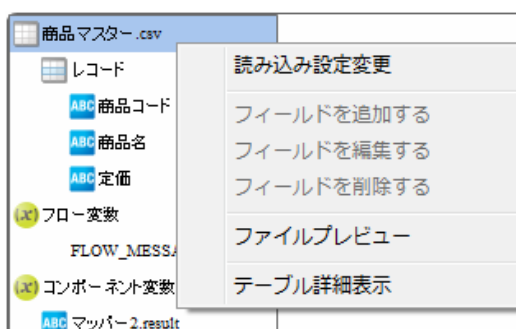 商品マスター.csv
レコード
ABC 商品コード
ABC 商品名
ABC 定価
(x) フロー変数
FLOW_MESSA
(x) コンポーネント変数
ABC マッパー2.result
読み込み設定変更
フィールドを追加する
フィールドを編集する
フィールドを削除する
ファイルプレビュー
テーブル詳細表示